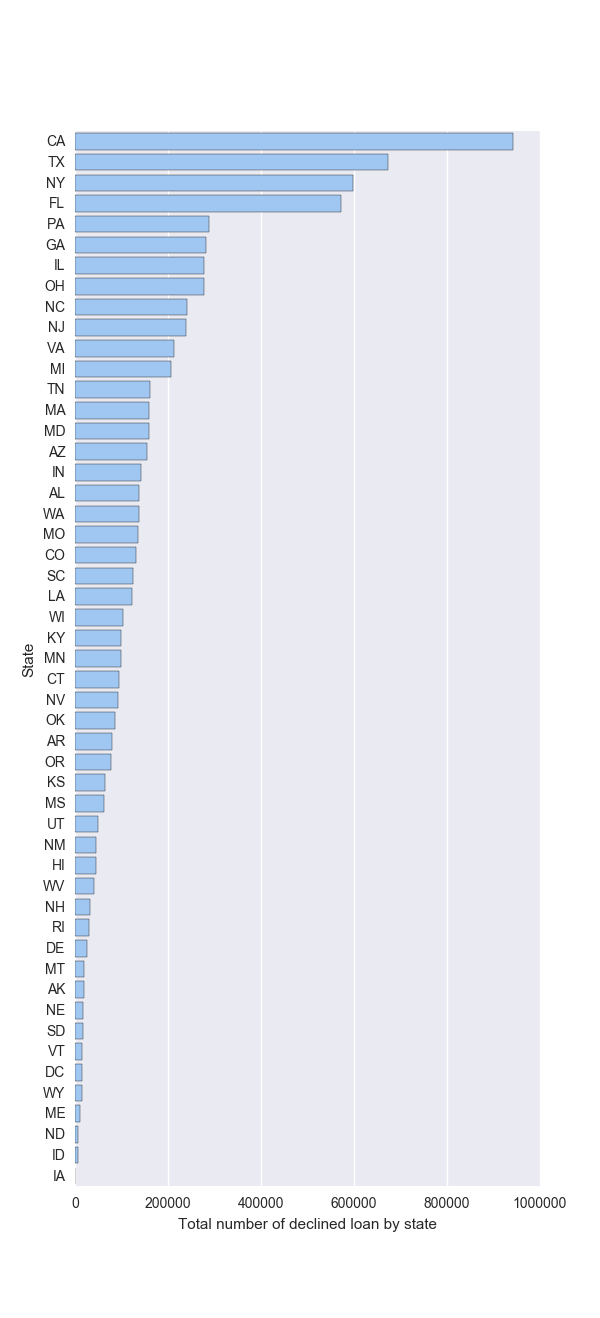 CA
TX
NY
FL
PA
GA
IL
OH
NC
NJ
VA
MI
TN
MA
MD
AZ
IN
AL
WA
MO
CO
SC
LA
WI
KY
MN
CT
NV
OK
AR
OR
KS
MS
UT
NM
HI
WV
NH
RI
DE
MT
AK
NE
SD
VT
DC
WY
ME
ND
ID
IA
State
0 200000 400000 600000 800000 1000000
Total number of declined loan by state